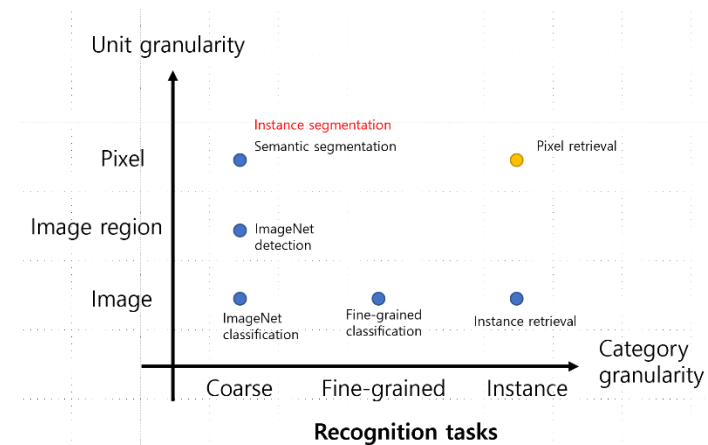 Unit granularity
Instance segmentation
Semantic segmentation
Pixel
Pixel retrieval
Image region
ImageNet
detection
Image
ImageNet
classification
Fine-grained
classification
Instance retrieval
Category
granularity
Coarse
Fine-grained
Instance
Recognition tasks